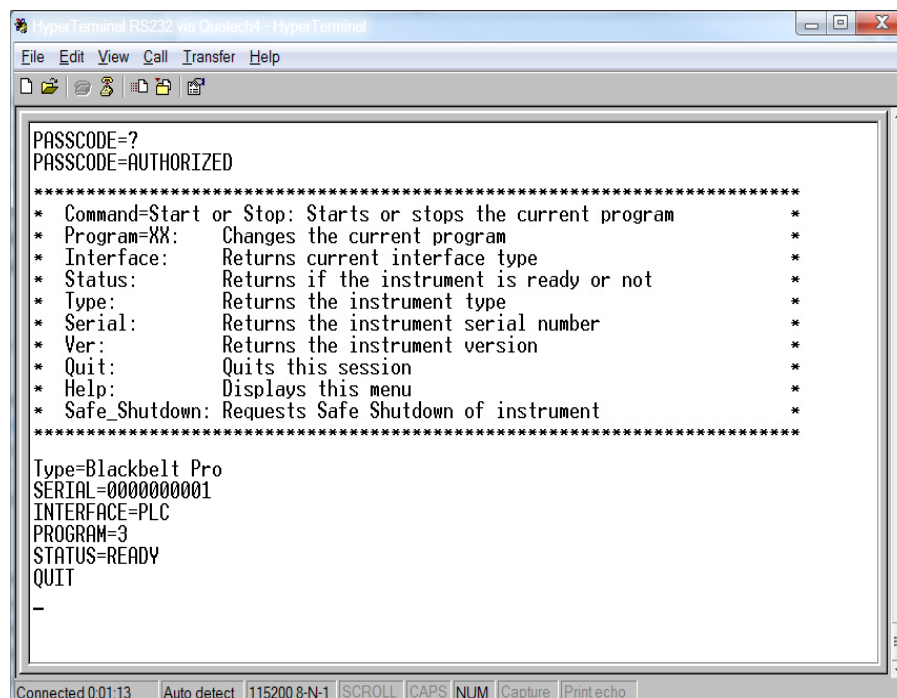 HyperTerminal RS232 via Quatech4 - HyperTerminal
File Edit View Call Transfer Help
PASSCODE=?
PASSCODE=AUTHORIZED
*************************************************************************
* Command=Start or Stop: Starts or stops the current program *
* Program=XX: Changes the current program *
* Interface: Returns current interface type *
* Status: Returns if the instrument is ready or not *
* Type: Returns the instrument type *
* Serial: Returns the instrument serial number *
* Ver: Returns the instrument version *
* Quit: Quits this session *
* Help: Displays this menu *
* Safe_Shutdown: Requests Safe Shutdown of instrument *
*************************************************************************
Type=Blackbelt Pro
SERIAL=0000000001
INTERFACE=PLC
PROGRAM=3
STATUS=READY
QUIT
_
Connected 0:01:13 Auto detect 115200 8-N-1 SCROLL CAPS NUM Capture Print echo